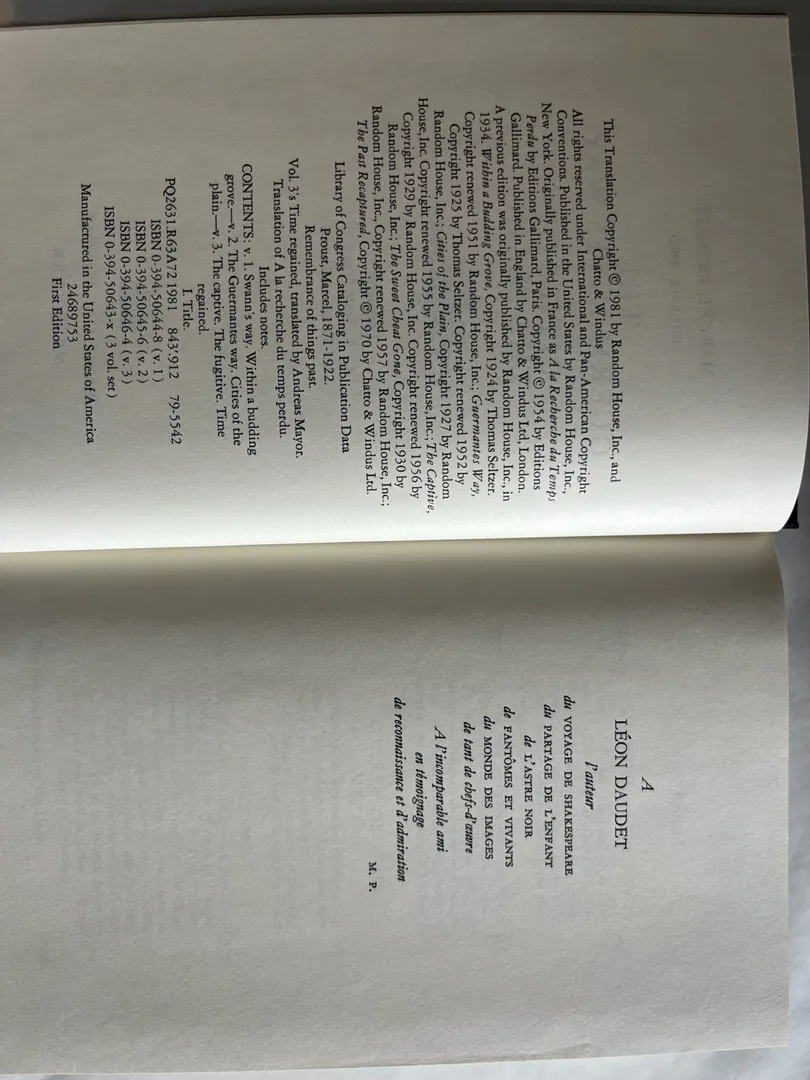 This Translation Copyright © 1981 by Random House, Inc., and
Chatto & Windus
All rights reserved under International and Pan-American Copyright
Conventions. Published in the United States by Random House, Inc.,
New York. Originally published in France as A la Recherche du Temps
Perdu by Editions Gallimard, Paris. Copyright © 1954 by Editions
Gallimard. Published in England by Chatto & Windus Ltd, London.
A previous edition was originally published by Random House, Inc., in
1934. Within a Budding Grove, Copyright 1924 by Thomas Seltzer.
Copyright renewed 1951 by Random House, Inc.; Guermantes Way,
Copyright 1925 by Thomas Seltzer. Copyright renewed 1952 by
Random House, Inc.; Cities of the Plain, Copyright 1927 by Random
House, Inc. Copyright renewed 1955 by Random House, Inc.; The Captive,
Copyright 1929 by Random House, Inc. Copyright renewed 1956 by
Random House, Inc.; The Sweet Cheat Gone, Copyright 1930 by
Random House, Inc., Copyright renewed 1957 by Random House, Inc.;
The Past Recaptured, Copyright © 1970 by Chatto & Windus Ltd.
Library of Congress Cataloging in Publication Data
Proust, Marcel, 1871-1922.
Remembrance of things past.
Vol. 3's Time regained, translated by Andreas Mayor.
Translation of A la recherche du temps perdu.
Includes notes.
CONTENTS: v. 1. Swann's way. Within a budding
grove.—v. 2. The Guermantes way. Cities of the
plain.—v. 3. The captive. The fugitive. Time
regained.
I. Title.
PQ2631.R63A72 1981 843'.912 79-5542
ISBN 0-394-50644-8 (v. 1)
ISBN 0-394-50645-6 (v. 2)
ISBN 0-394-50646-4 (v. 3)
ISBN 0-394-50643-x (3 vol. set)
Manufactured in the United States of America
24689753
First Edition
A
LÉON DAUDET
l'auteur
du VOYAGE DE SHAKESPEARE
du PARTAGE DE L'ENFANT
de L'ASTRE NOIR
de FANTÔMES ET VIVANTS
du MONDE DES IMAGES
de tant de chefs-d'œuvre
A l'incomparable ami
en témoignage
de reconnaissance et d'admiration
M. P.